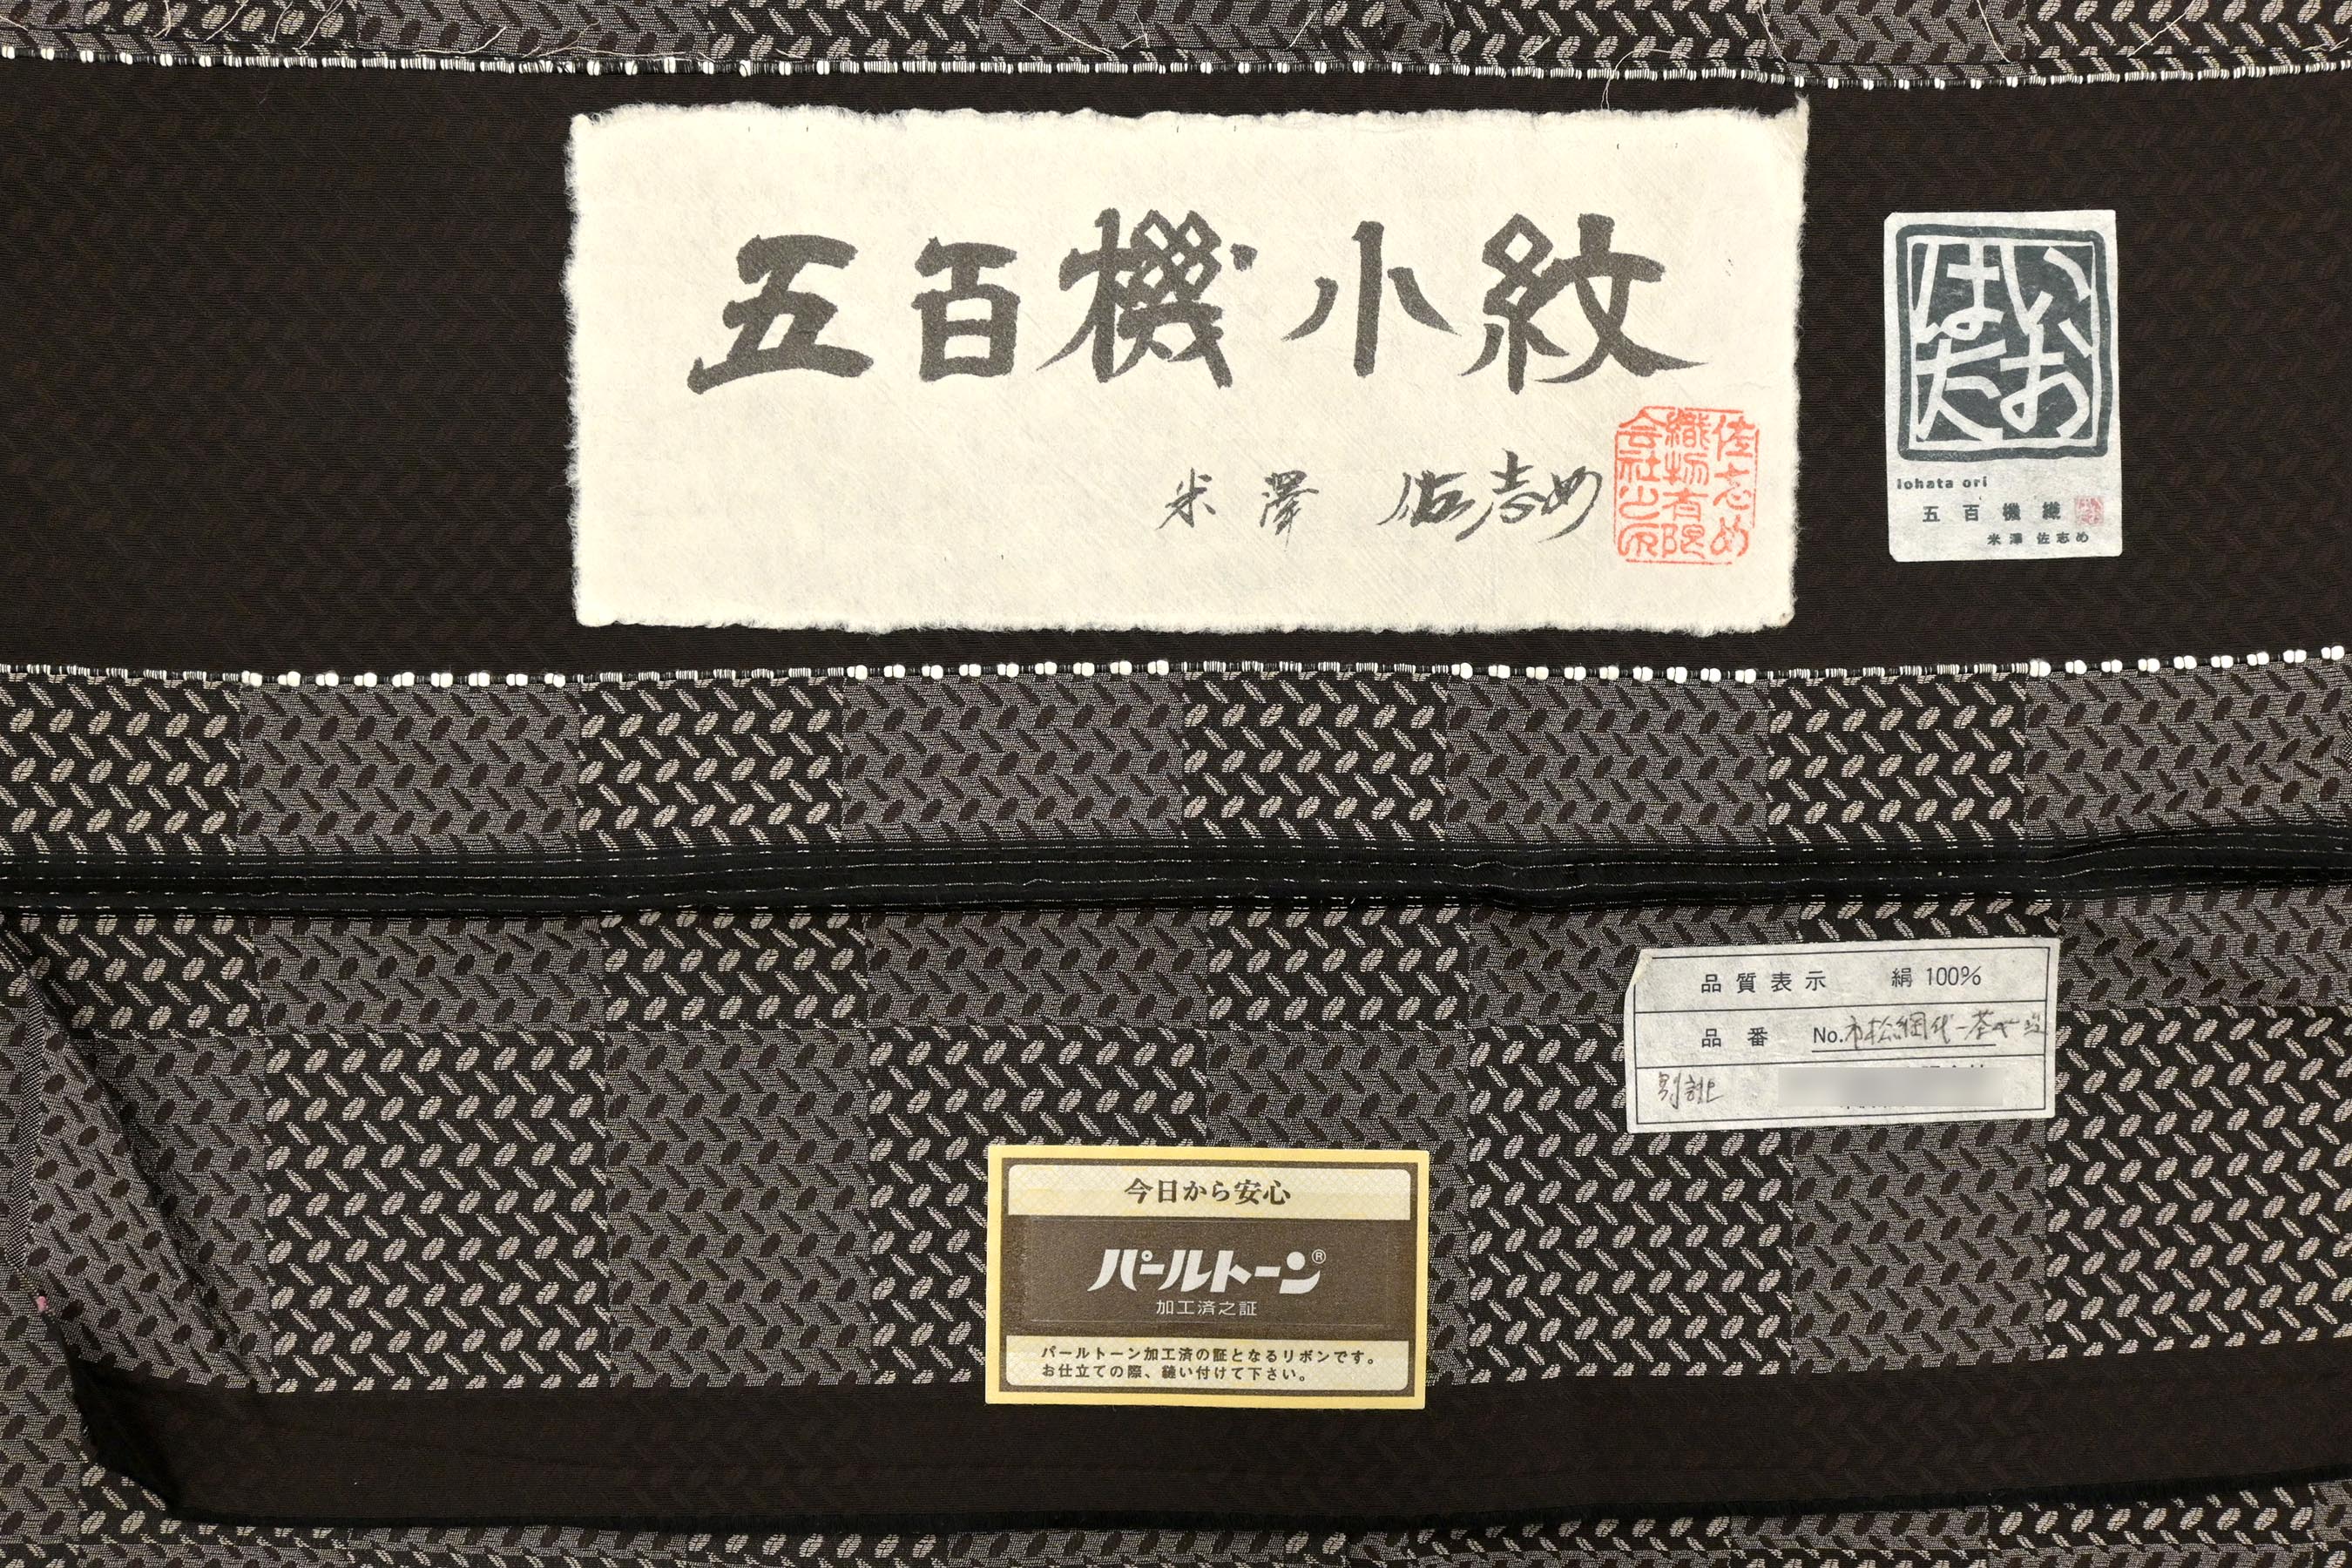 五百機小紋
米澤 佐志め
佐志め
織物有限
会社之印
いお
はた
iohata ori
五百機織
米澤 佐志め
品質表示 絹100%
品番 No.市松網代-茶
別誂
今日から安心
パールトーン®
加工済之証
パールトーン加工済の証となるリボンです。
お仕立ての際、縫い付けて下さい。